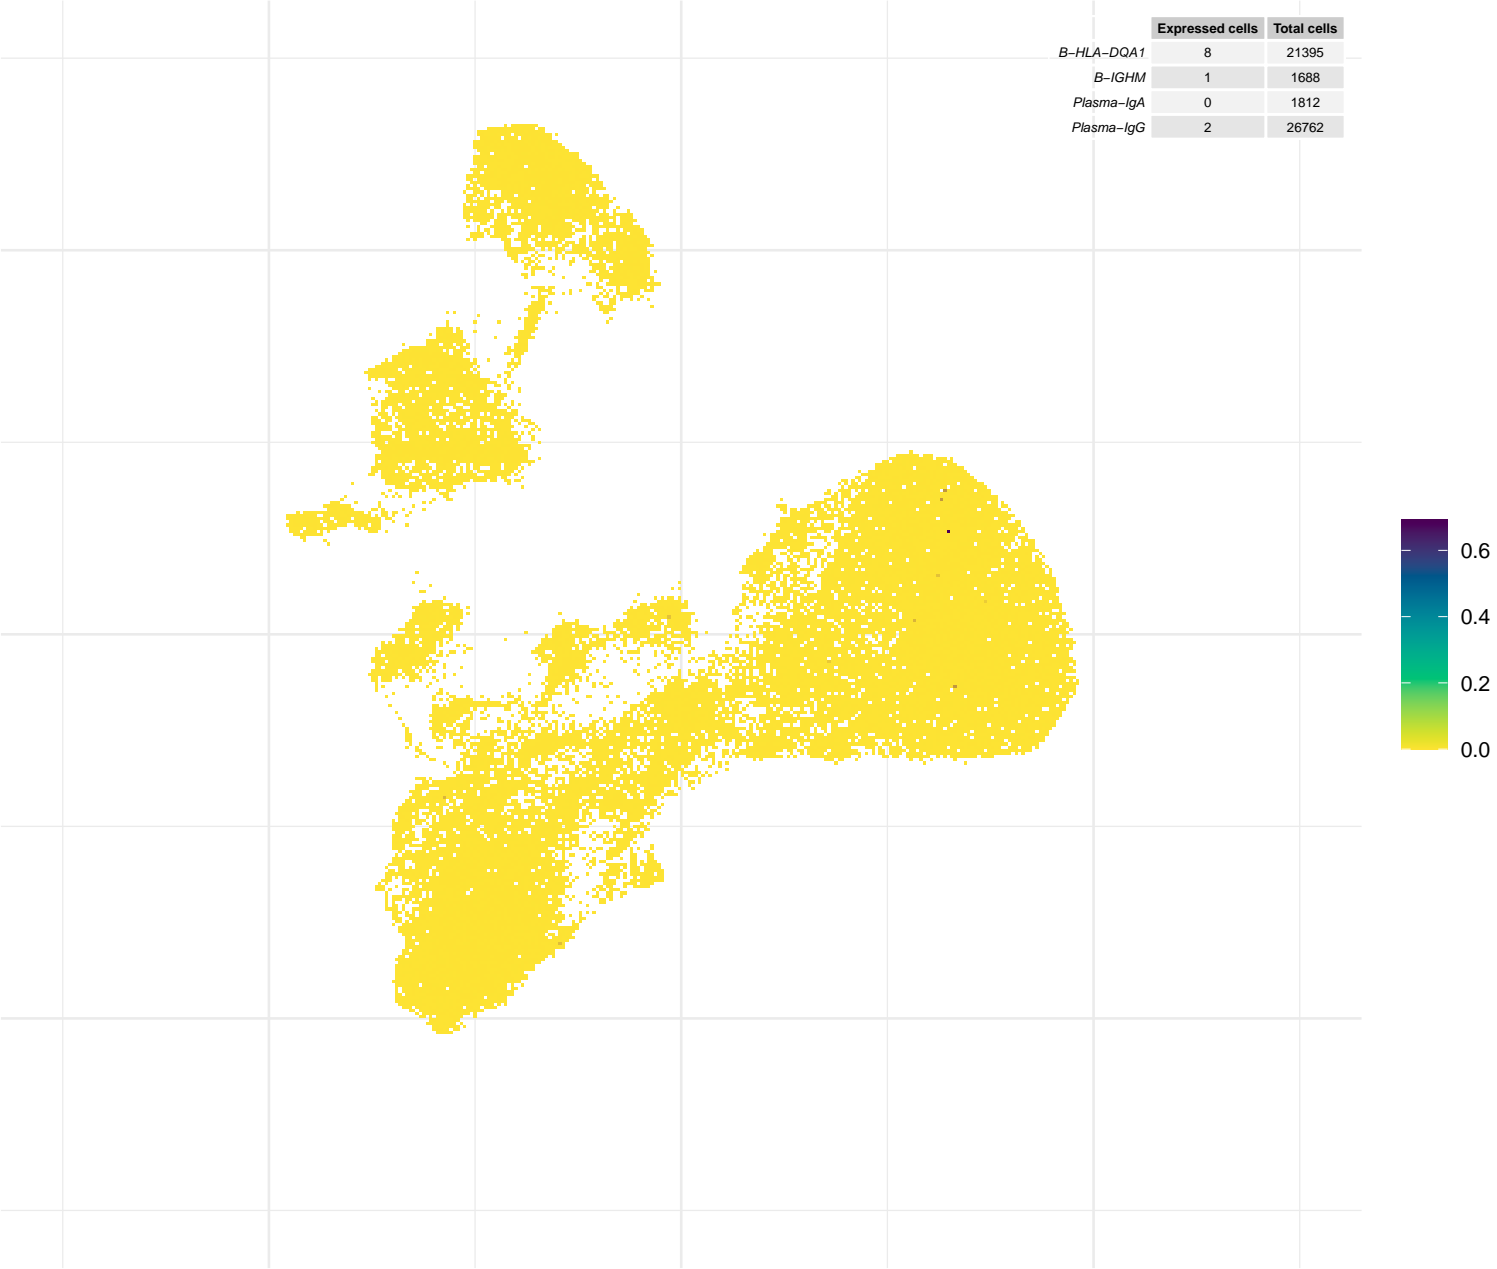 Expressed cells Total cells
B−HLA−DQA1 8 21395
B−IGHM 1 1688
Plasma−IgA 0 1812
Plasma−IgG 2 26762
0.6
0.4
0.2
0.0